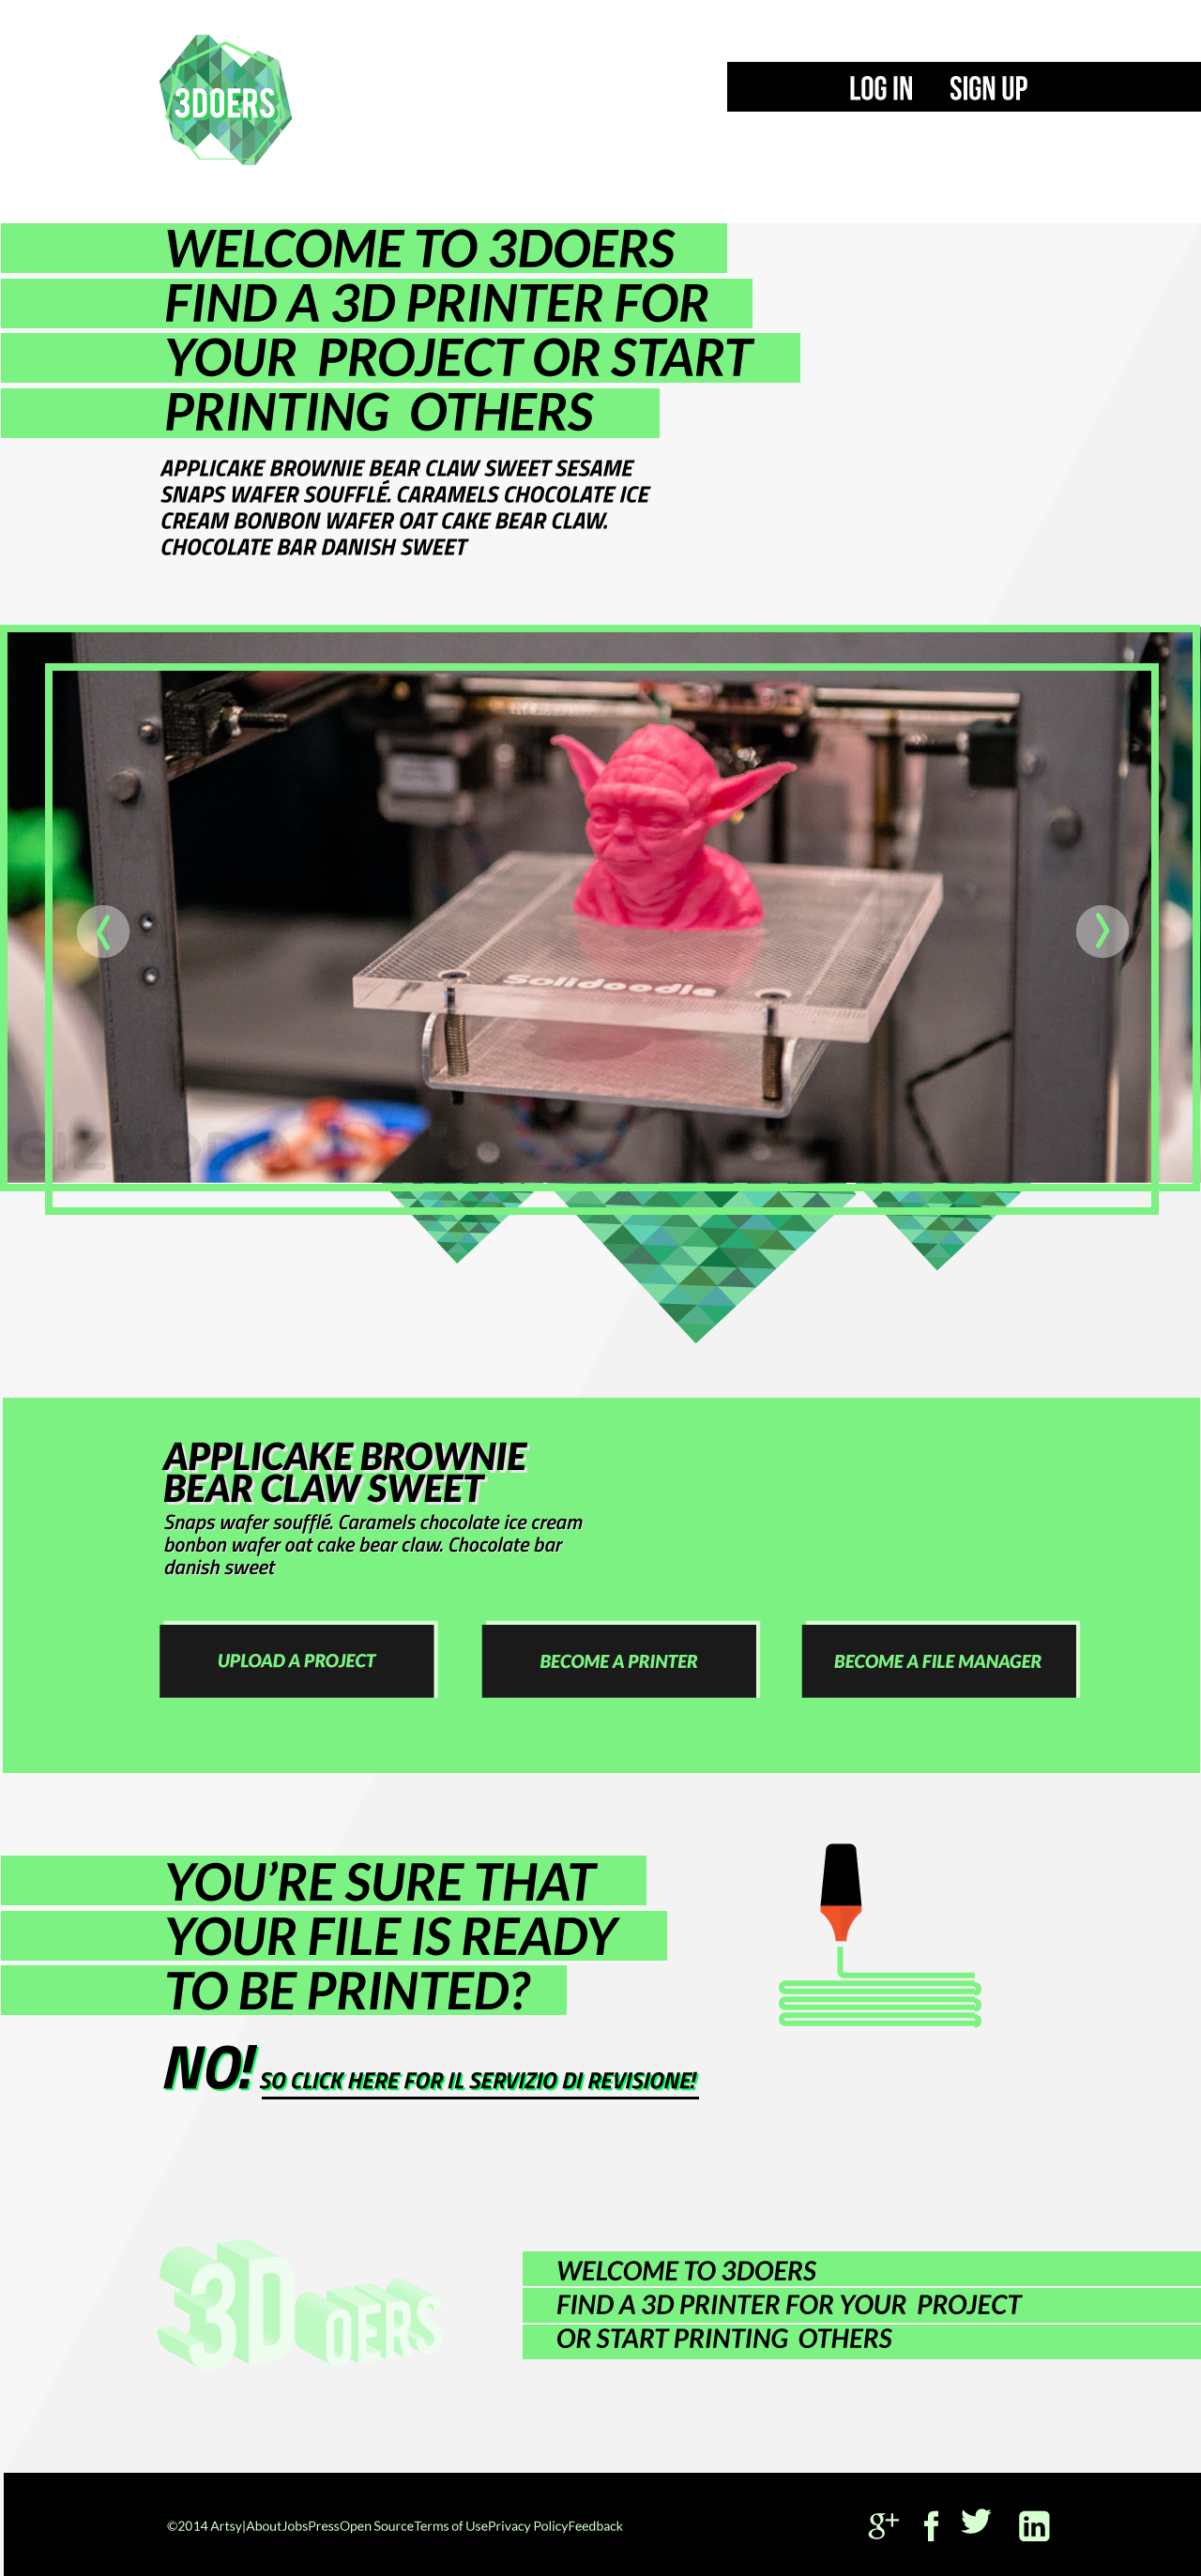 3DOERS
LOG IN SIGN UP
WELCOME TO 3DOERS
FIND A 3D PRINTER FOR
YOUR PROJECT OR START
PRINTING OTHERS
APPLICAKE BROWNIE BEAR CLAW SWEET SESAME
SNAPS WAFER SOUFFLÉ. CARAMELS CHOCOLATE ICE
CREAM BONBON WAFER OAT CAKE BEAR CLAW.
CHOCOLATE BAR DANISH SWEET
Solidoodle
GIZMODO
APPLICAKE BROWNIE
BEAR CLAW SWEET
Snaps wafer soufflé. Caramels chocolate ice cream
bonbon wafer oat cake bear claw. Chocolate bar
danish sweet
UPLOAD A PROJECT
BECOME A PRINTER
BECOME A FILE MANAGER
YOU’RE SURE THAT
YOUR FILE IS READY
TO BE PRINTED?
NO! SO CLICK HERE FOR IL SERVIZIO DI REVISIONE!
3DOERS
WELCOME TO 3DOERS
FIND A 3D PRINTER FOR YOUR PROJECT
OR START PRINTING OTHERS
©2014 Artsy|AboutJobsPressOpen SourceTerms of UsePrivacy PolicyFeedback
g+ f in